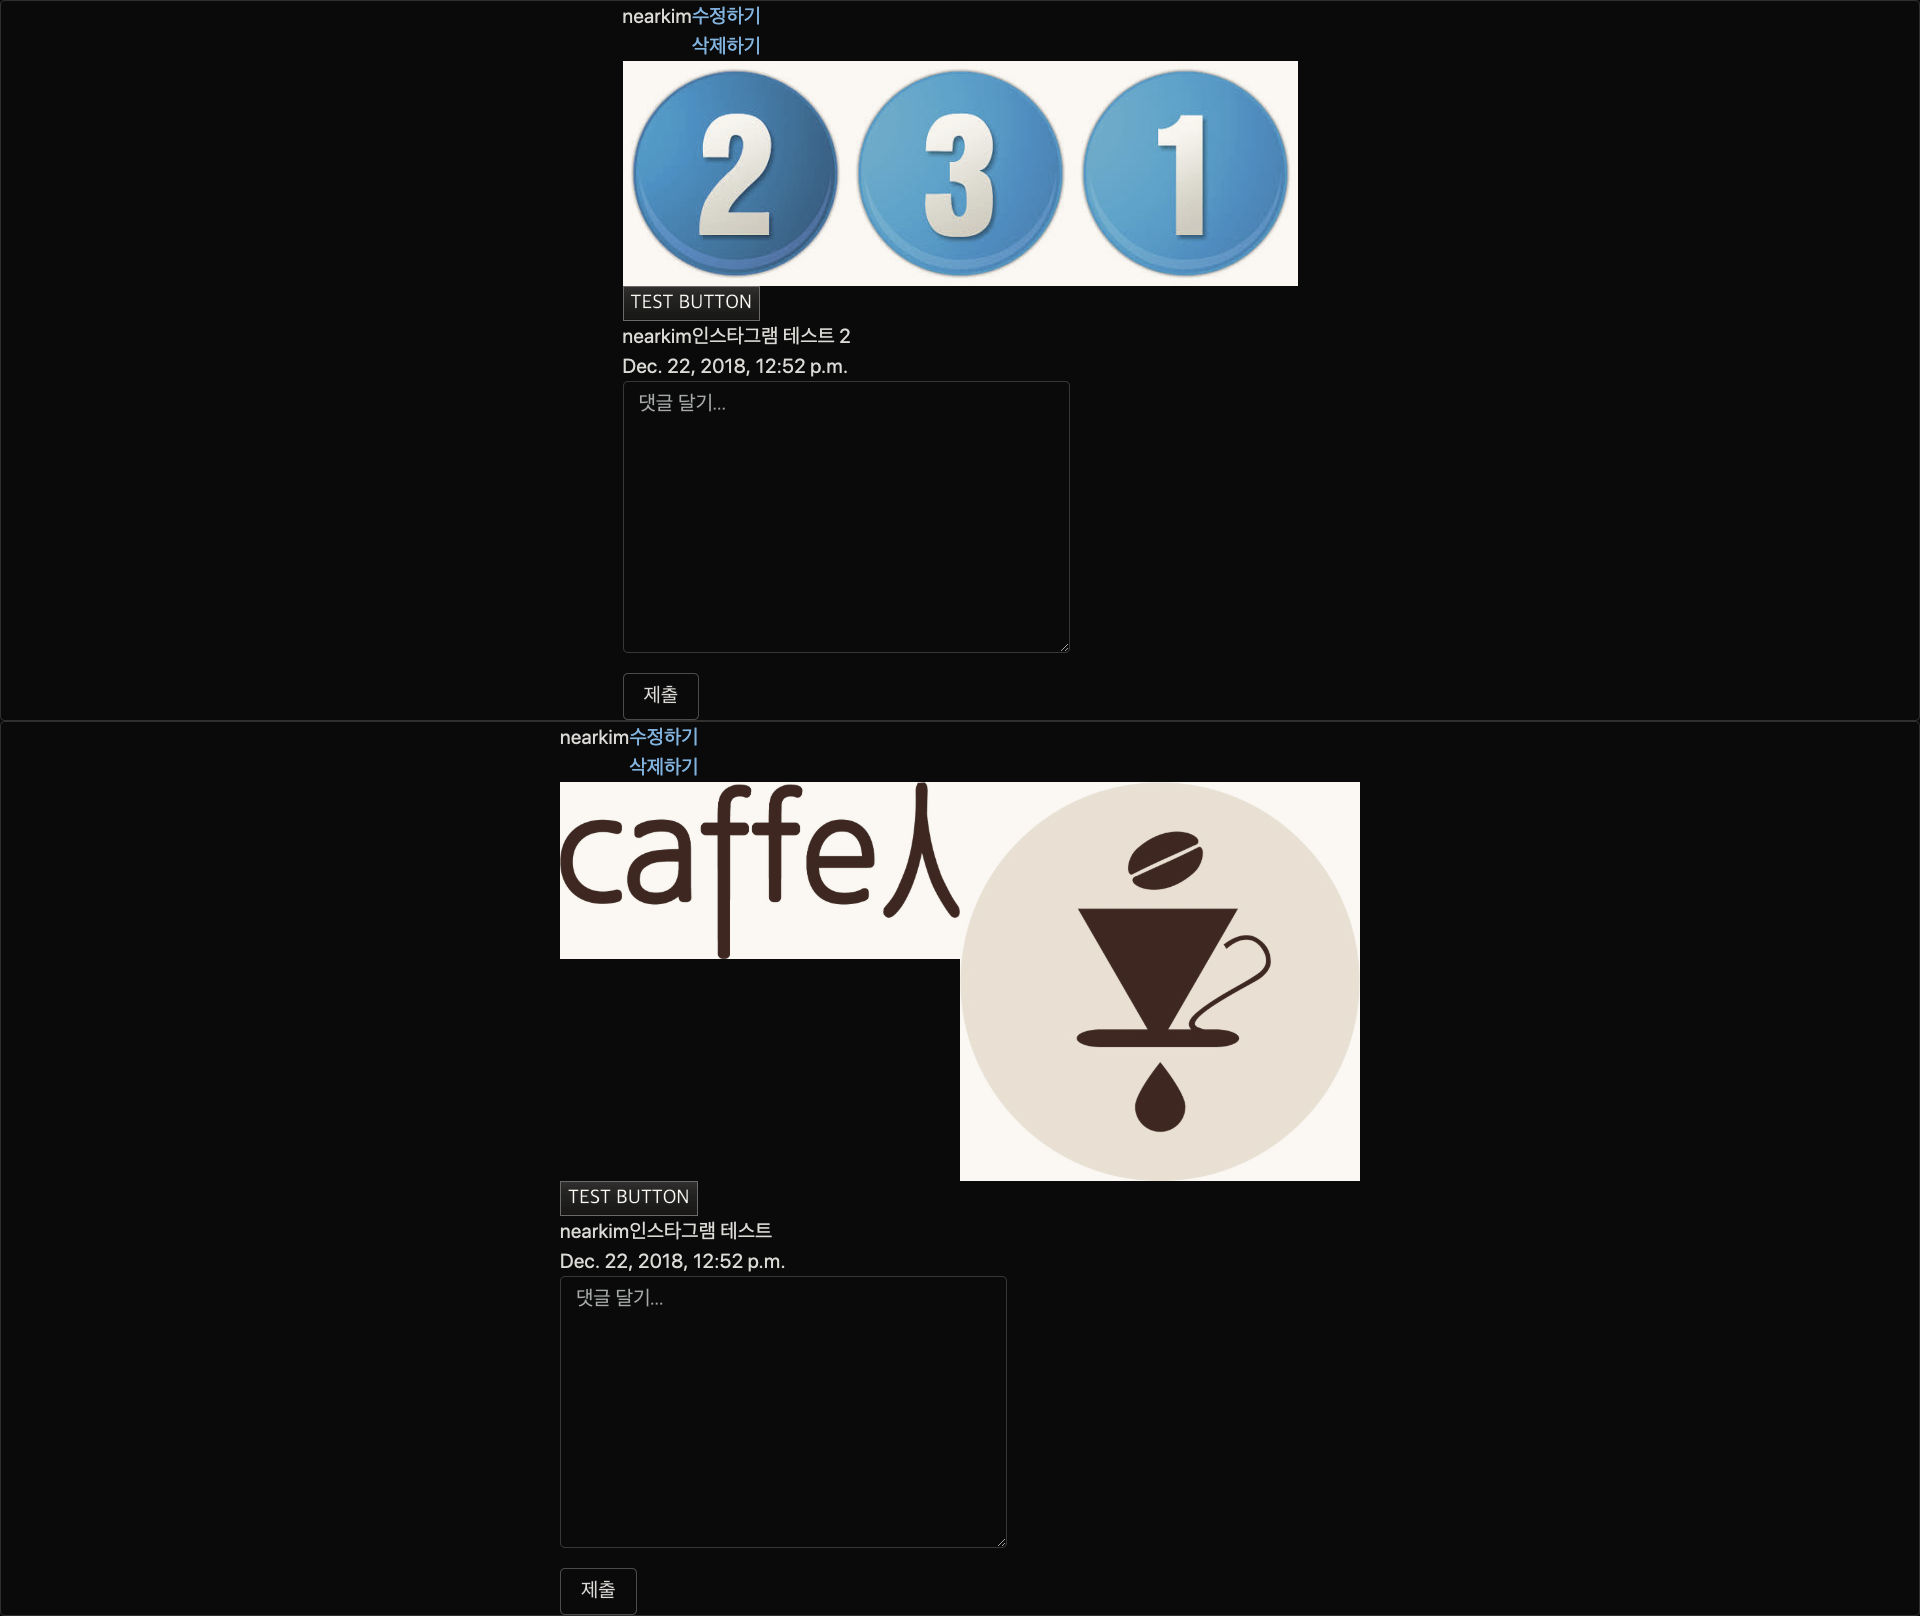 nearkim수정하기
삭제하기
2 3 1
TEST BUTTON
nearkim인스타그램 테스트 2
Dec. 22, 2018, 12:52 p.m.
댓글 달기...
제출
nearkim수정하기
삭제하기
caffe人
TEST BUTTON
nearkim인스타그램 테스트
Dec. 22, 2018, 12:52 p.m.
댓글 달기...
제출